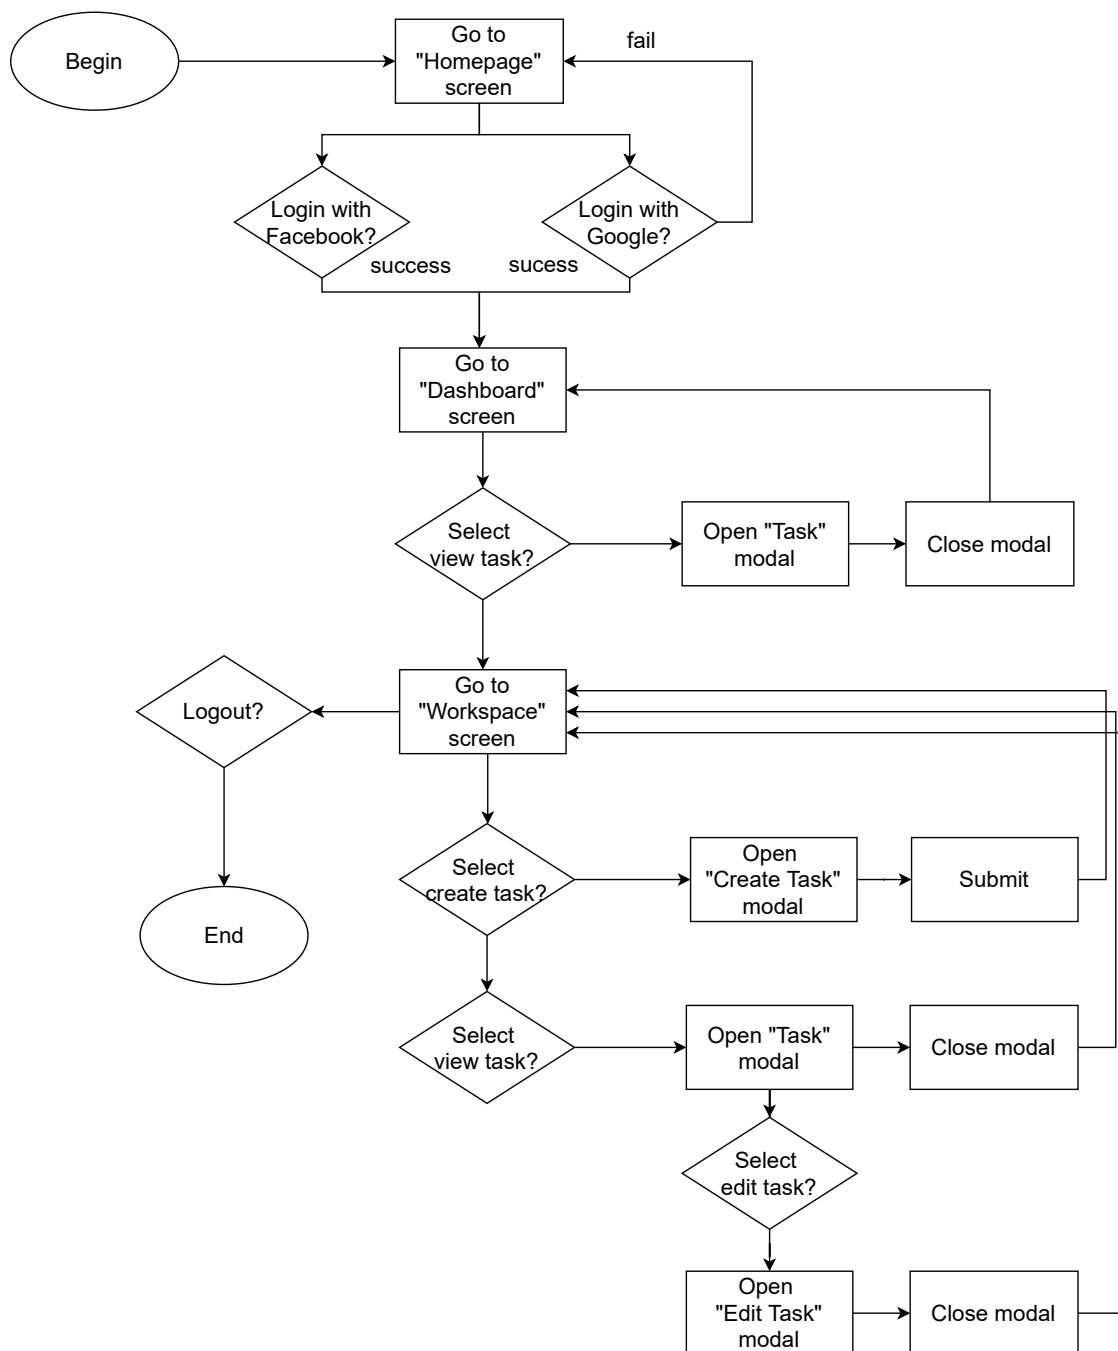 Begin
Go to
"Homepage"
screen
fail
Login with
Facebook?
Login with
Google?
success
sucess
Go to
"Dashboard"
screen
Select
view task?
Open "Task"
modal
Close modal
Logout?
Go to
"Workspace"
screen
Select
create task?
Open
"Create Task"
modal
Submit
End
Select
view task?
Open "Task"
modal
Close modal
Select
edit task?
Open
"Edit Task"
modal
Close modal